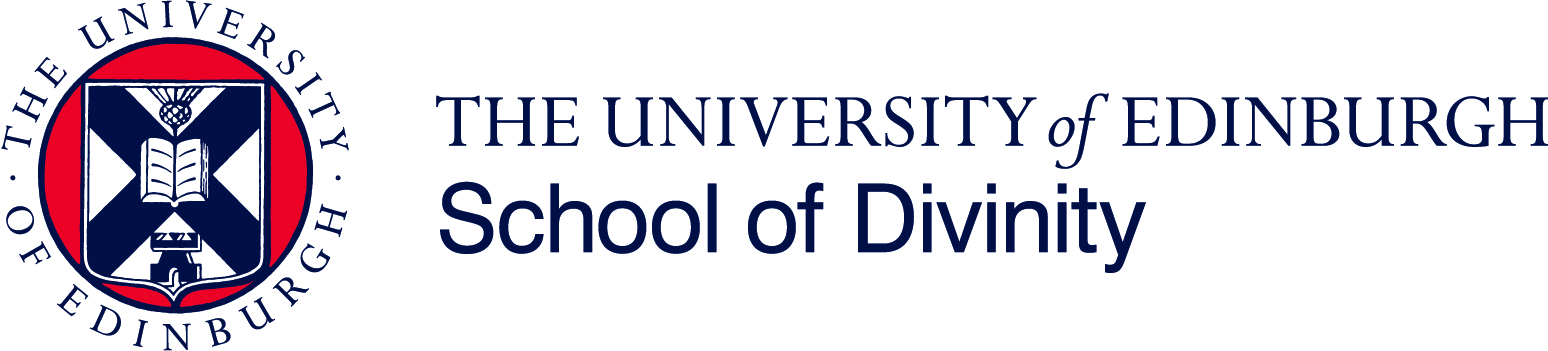 THE UNIVERSITY
OF EDINBURGH
THE UNIVERSITY of EDINBURGH
School of Divinity